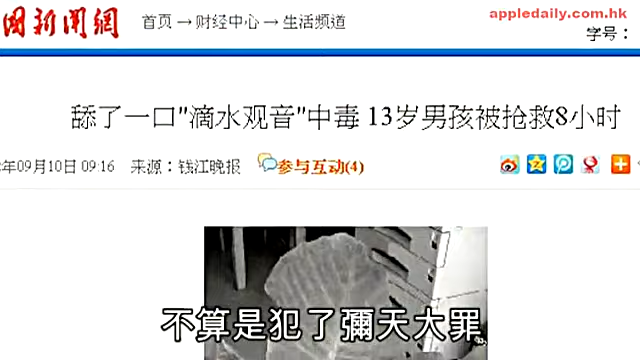 appledaily.com.hk
国新闻網
首页 → 财经中心 → 生活频道
字号：
舔了一口"滴水观音"中毒 13岁男孩被抢救8小时
年09月10日 09:16 来源：钱江晚报 参与互动(4)
不算是犯了彌天大罪